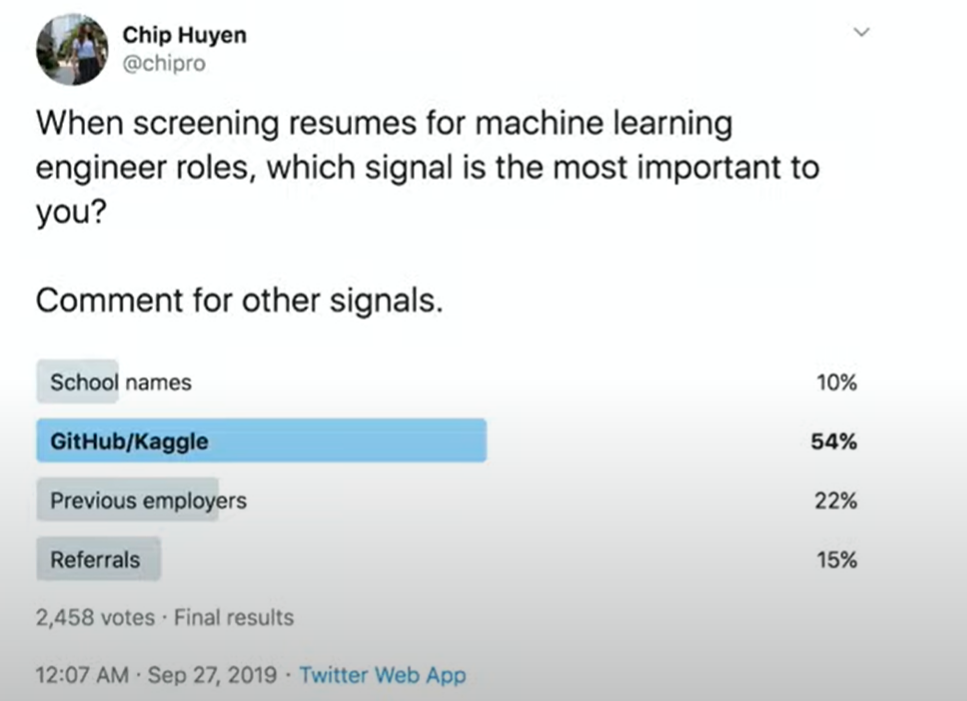 Chip Huyen
@chipro
When screening resumes for machine learning
engineer roles, which signal is the most important to
you?
Comment for other signals.
School names 10%
GitHub/Kaggle 54%
Previous employers 22%
Referrals 15%
2,458 votes · Final results
12:07 AM · Sep 27, 2019 · Twitter Web App